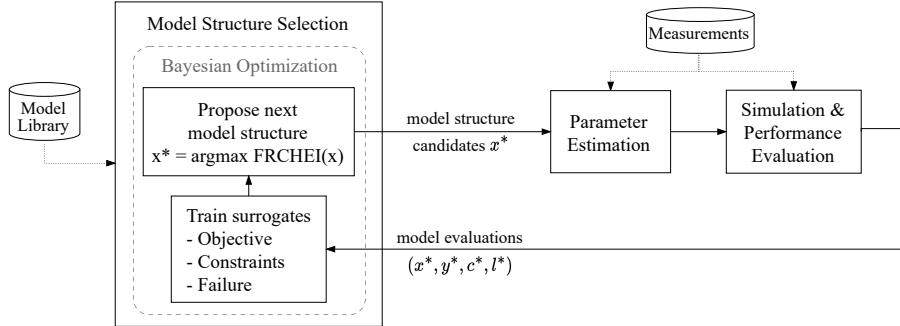 Model Structure Selection
Bayesian Optimization
Model
Library
Propose next
model structure
x* = argmax FRCHEI(x)
Train surrogates
- Objective
- Constraints
- Failure
model structure
candidates x*
Measurements
Parameter
Estimation
Simulation &
Performance
Evaluation
model evaluations
(x*, y*, c*, l*)